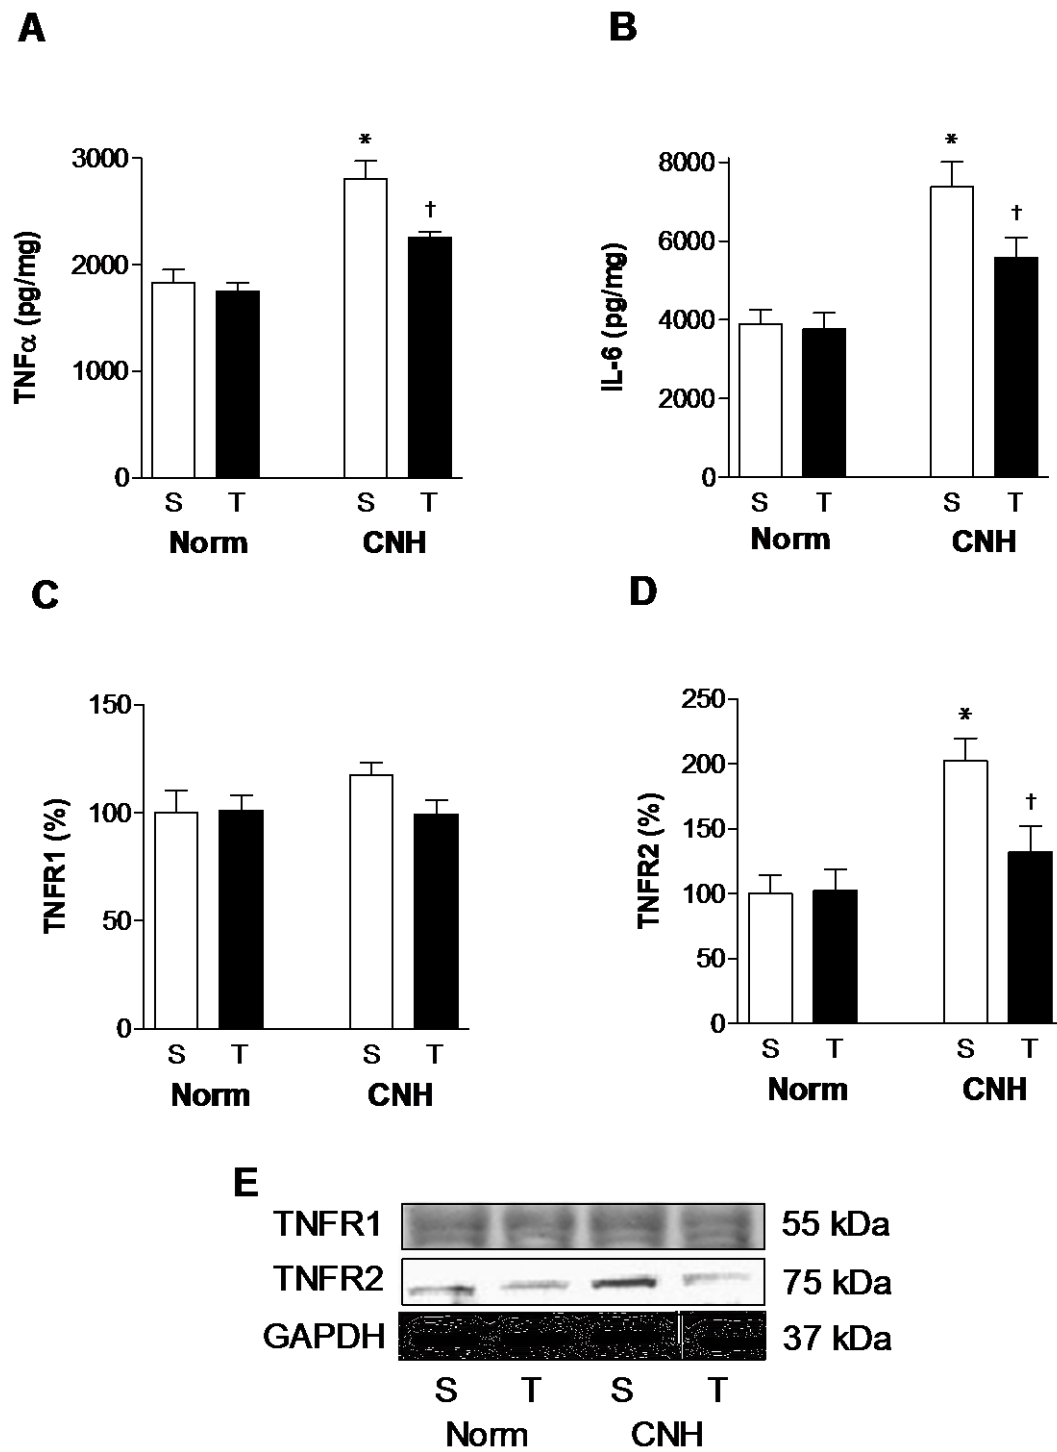 A
TNFα (pg/mg)
3000
2000
1000
0
*
†
S T S T
Norm CNH
B
IL-6 (pg/mg)
8000
6000
4000
2000
0
*
†
S T S T
Norm CNH
C
TNFR1 (%)
150
100
50
0
S T S T
Norm CNH
D
TNFR2 (%)
250
200
150
100
50
0
*
†
S T S T
Norm CNH
E
TNFR1 55 kDa
TNFR2 75 kDa
GAPDH 37 kDa
S T S T
Norm CNH